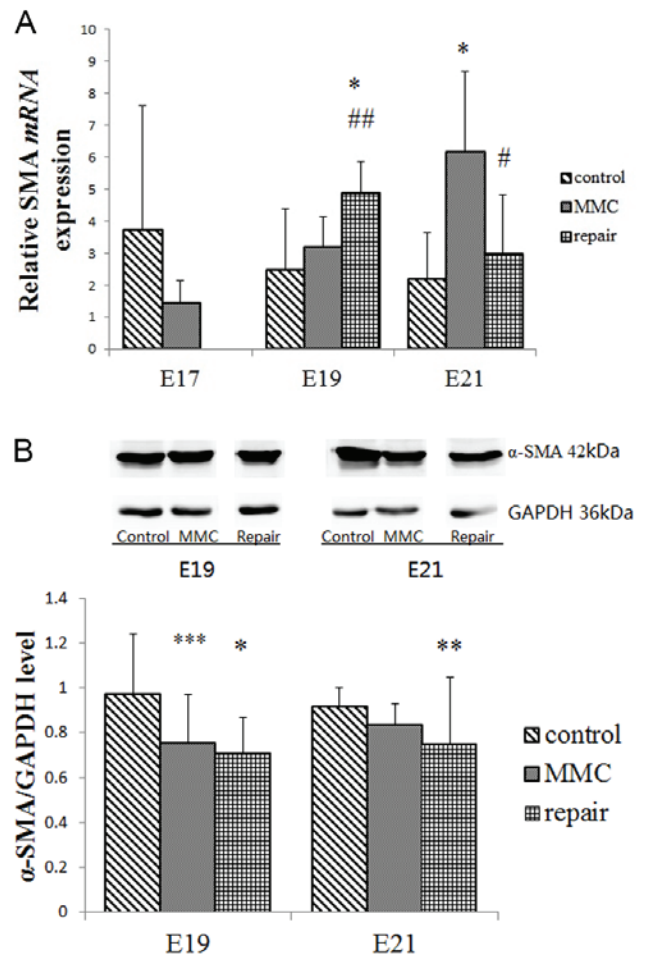 A
Relative SMA mRNA
expression
10
9
8
7
6
5
4
3
2
1
0
*
##
*
#
E17
E19
E21
control
MMC
repair
B
α-SMA 42kDa
GAPDH 36kDa
Control MMC Repair
Control MMC Repair
E19
E21
α-SMA/GAPDH level
1.4
1.2
1
0.8
0.6
0.4
0.2
0
***
*
**
E19
E21
control
MMC
repair